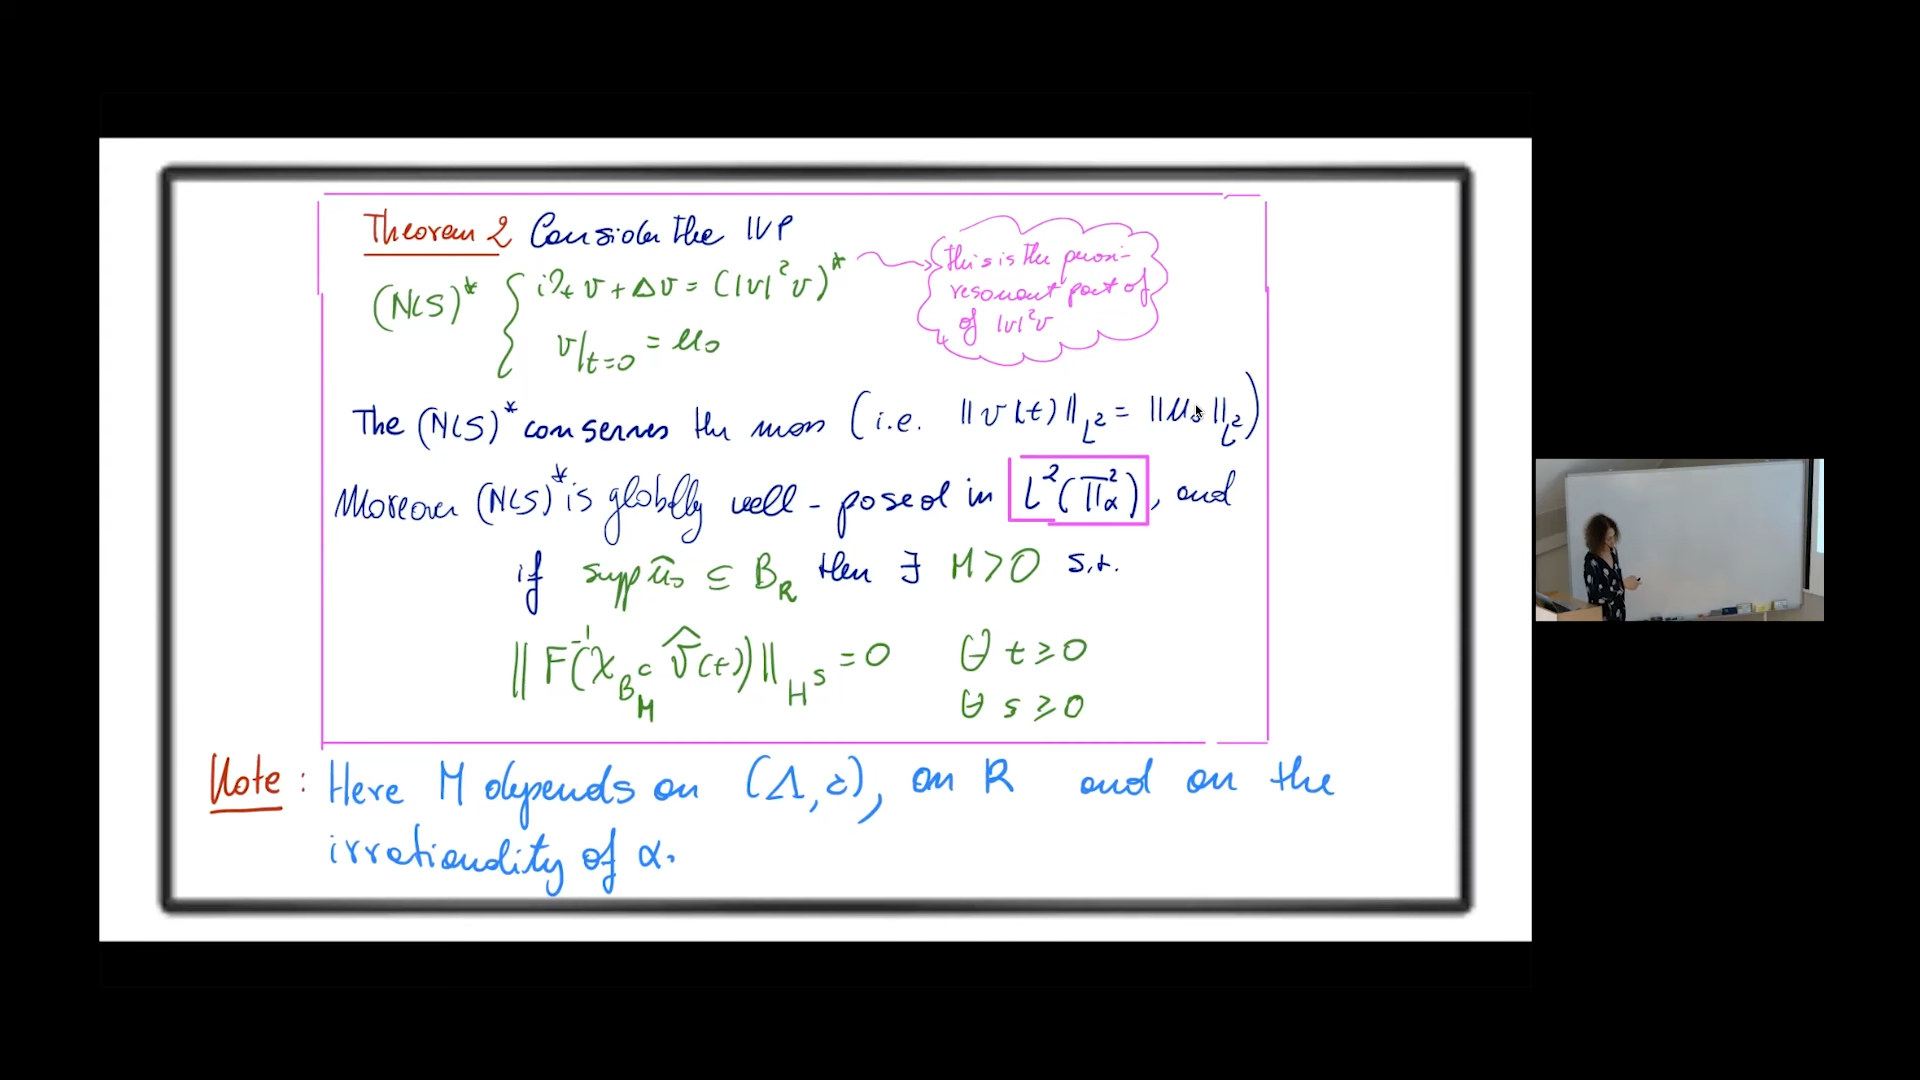 Theorem 2 Consider the IVP
(NLS)* { i∂ₜv + Δv = (|v|²v)*
v|ₜ₌₀ = u₀
this is the quasi-
resonant part of
of |v|²v
The (NLS)* conserves the mass (i.e. ‖v(t)‖_{L²} = ‖u₀‖_{L²})
Moreover (NLS)* is globally well-posed in L²(𝕋²_α), and
if supp û₀ ⊆ B_R then ∃ M>0 s.t.
‖F⁻¹(χ_{B_M^c} v̂(t))‖_{H^s} = 0 ∀ t ≥ 0
∀ s ≥ 0
Note : Here M depends on (Λ, c), on R and on the
irrationality of α.